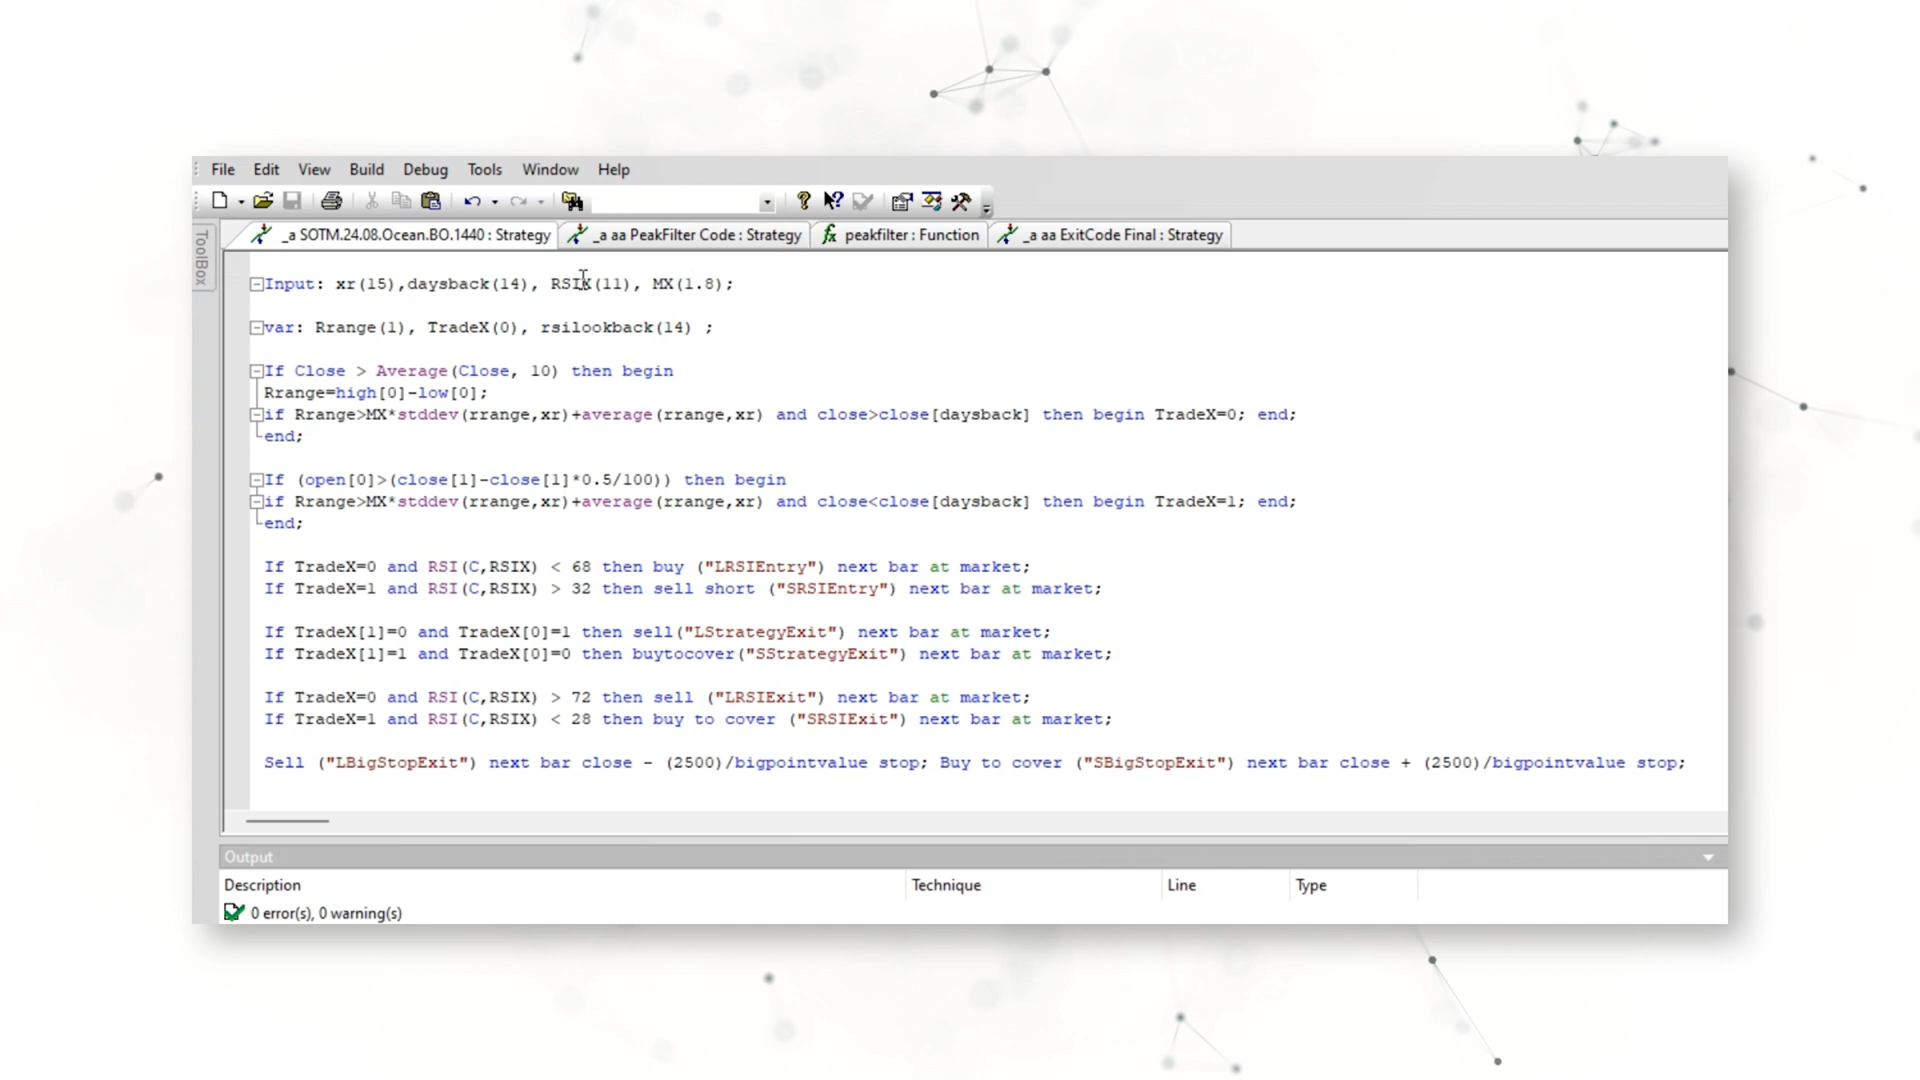 File Edit View Build Debug Tools Window Help
ToolBox
_a SOTM.24.08.Ocean.BO.1440 : Strategy _a aa PeakFilter Code : Strategy peakfilter : Function _a aa ExitCode Final : Strategy
Input: xr(15),daysback(14), RSIX(11), MX(1.8);
var: Rrange(1), TradeX(0), rsilookback(14) ;
If Close > Average(Close, 10) then begin
Rrange=high[0]-low[0];
if Rrange>MX*stddev(rrange,xr)+average(rrange,xr) and close>close[daysback] then begin TradeX=0; end;
end;
If (open[0]>(close[1]-close[1]*0.5/100)) then begin
if Rrange>MX*stddev(rrange,xr)+average(rrange,xr) and close<close[daysback] then begin TradeX=1; end;
end;
If TradeX=0 and RSI(C,RSIX) < 68 then buy ("LRSIEntry") next bar at market;
If TradeX=1 and RSI(C,RSIX) > 32 then sell short ("SRSIEntry") next bar at market;
If TradeX[1]=0 and TradeX[0]=1 then sell("LStrategyExit") next bar at market;
If TradeX[1]=1 and TradeX[0]=0 then buytocover("SStrategyExit") next bar at market;
If TradeX=0 and RSI(C,RSIX) > 72 then sell ("LRSIExit") next bar at market;
If TradeX=1 and RSI(C,RSIX) < 28 then buy to cover ("SRSIExit") next bar at market;
Sell ("LBigStopExit") next bar close - (2500)/bigpointvalue stop; Buy to cover ("SBigStopExit") next bar close + (2500)/bigpointvalue stop;
Output
Description Technique Line Type
0 error(s), 0 warning(s)